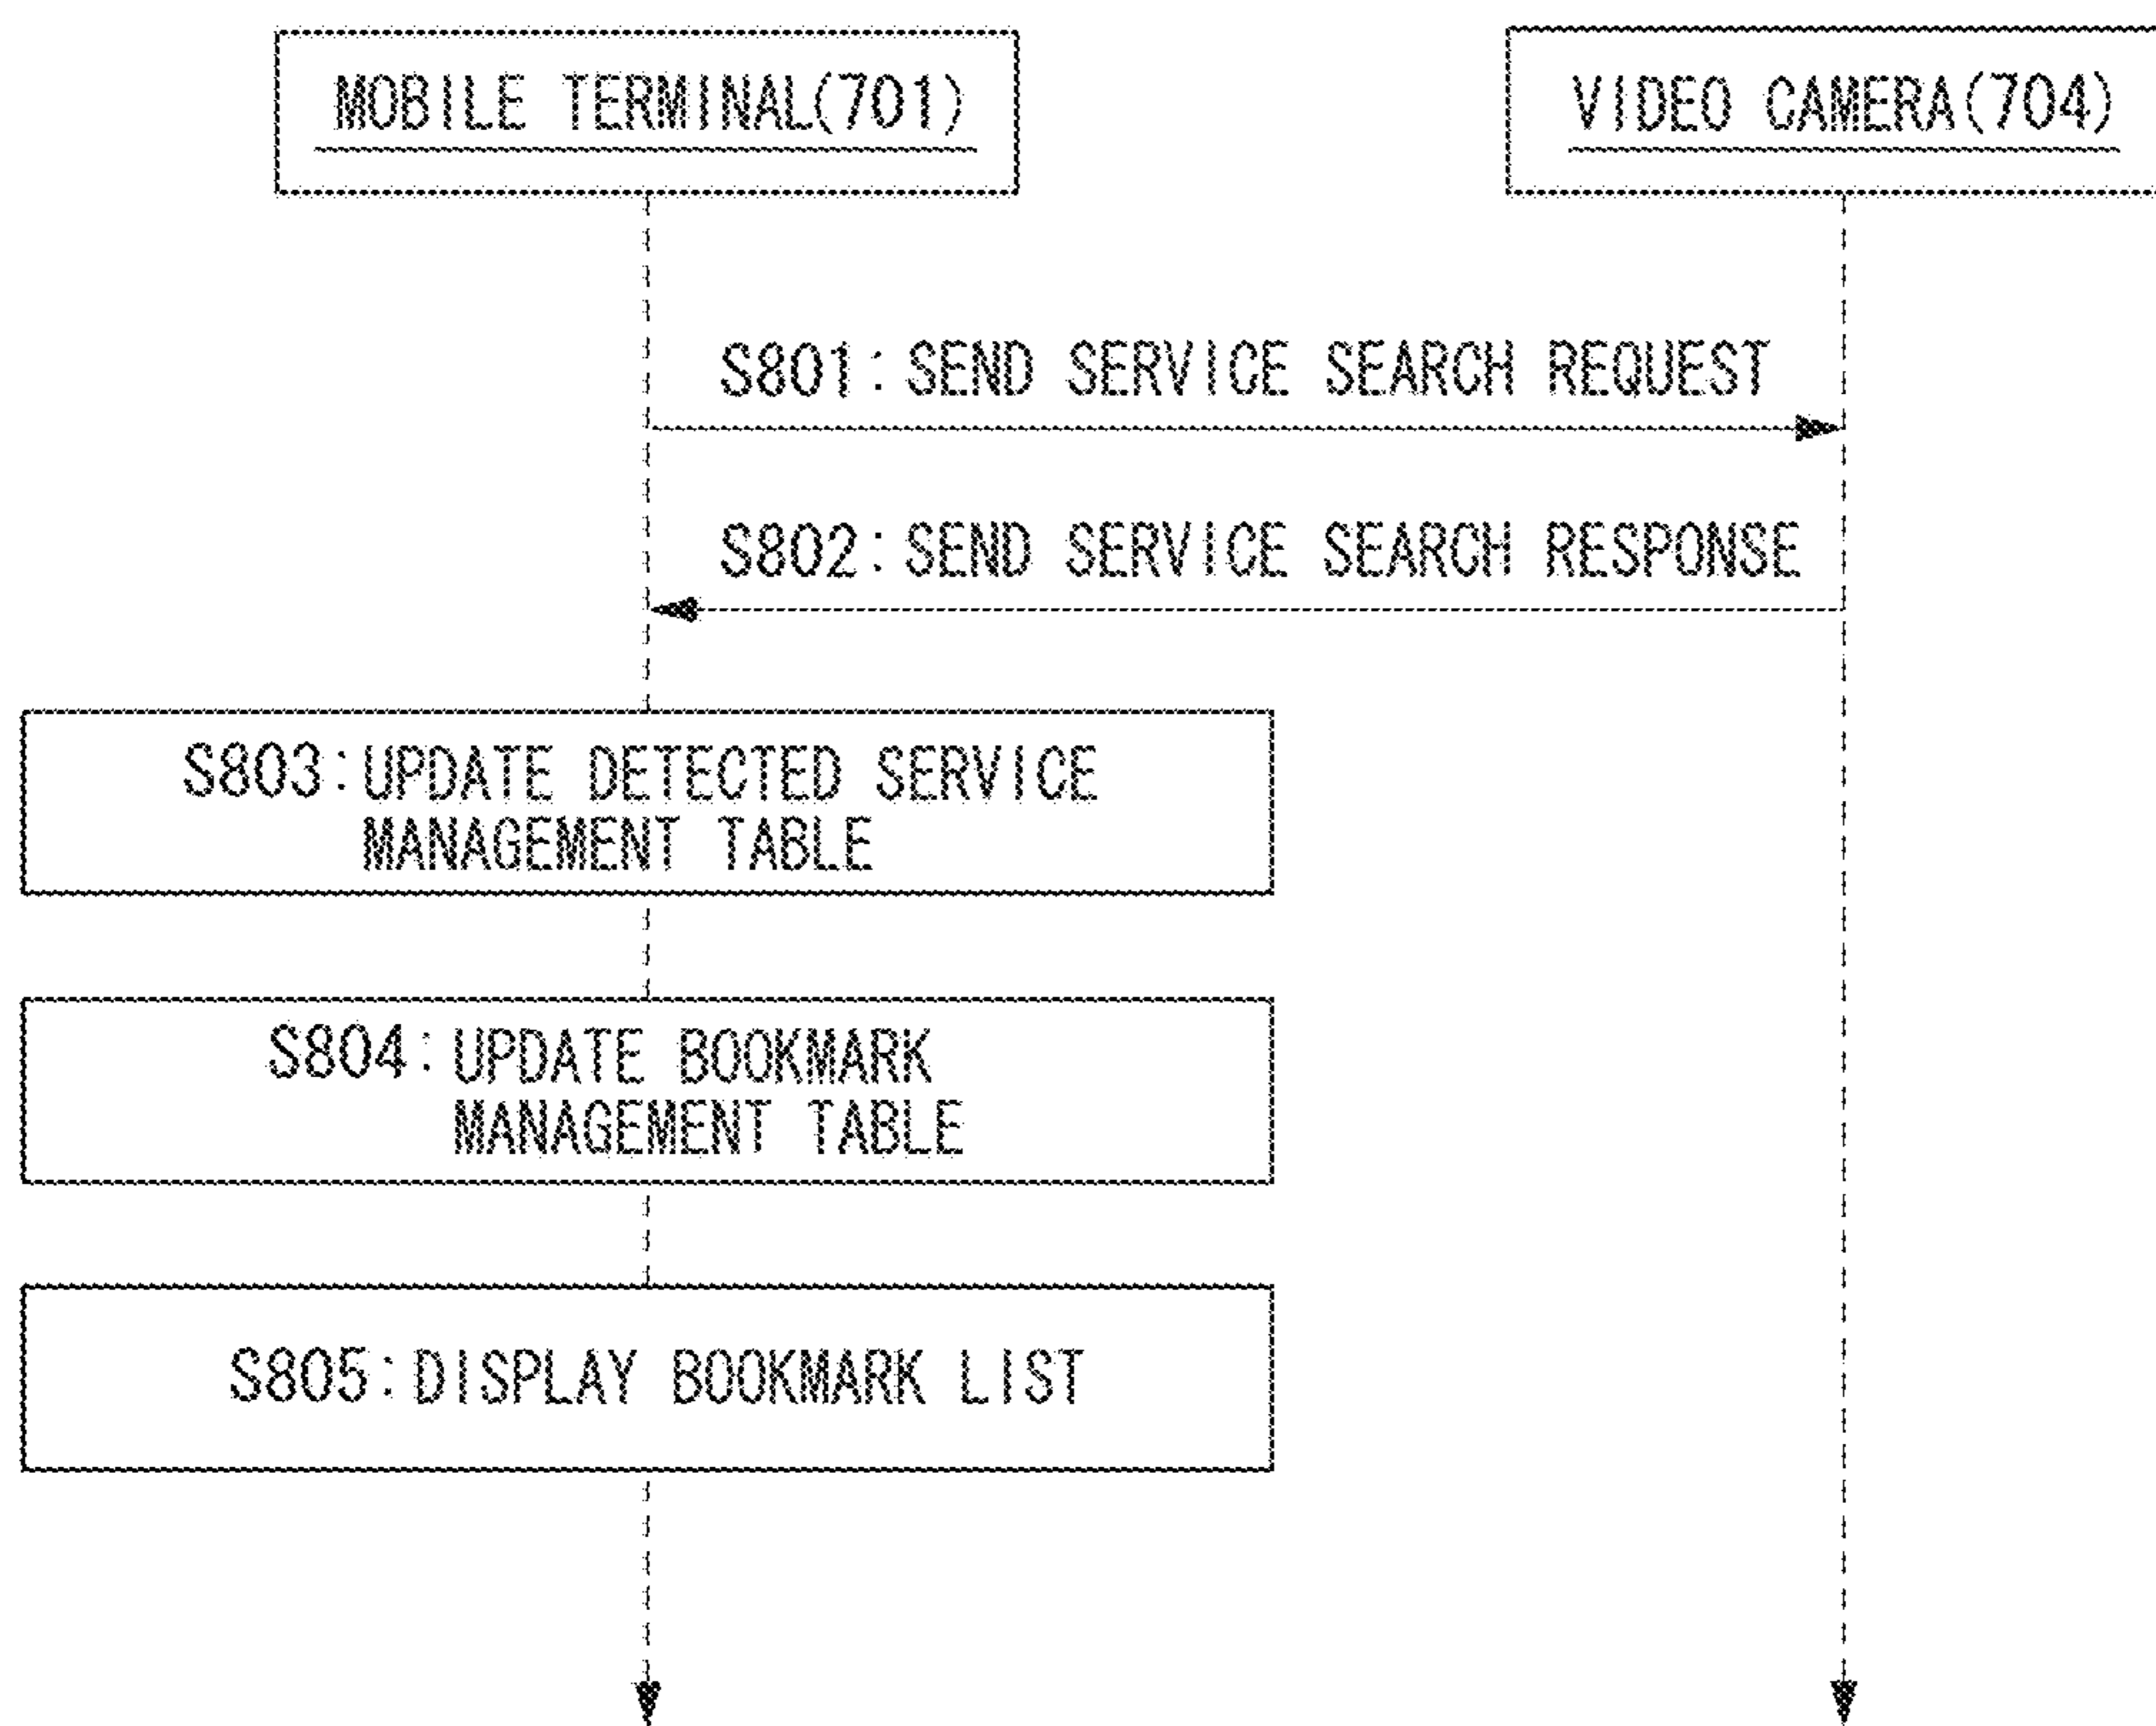 MOBILE TERMINAL(701)
VIDEO CAMERA(704)
S801:SEND SERVICE SEARCH REQUEST
S802:SEND SERVICE SEARCH RESPONSE
S803:UPDATE DETECTED SERVICE
MANAGEMENT TABLE
S804:UPDATE BOOKMARK
MANAGEMENT TABLE
S805:DISPLAY BOOKMARK LIST